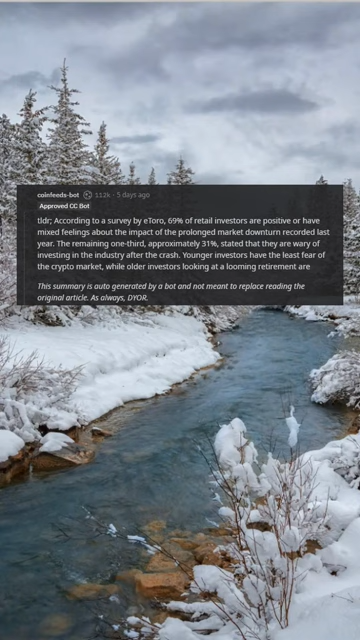 coinfeeds-bot 112k · 5 days ago
Approved CC Bot
tldr; According to a survey by eToro, 69% of retail investors are positive or have
mixed feelings about the impact of the prolonged market downturn recorded last
year. The remaining one-third, approximately 31%, stated that they are wary of
investing in the industry after the crash. Younger investors have the least fear of
the crypto market, while older investors looking at a looming retirement are
This summary is auto generated by a bot and not meant to replace reading the
original article. As always, DYOR.